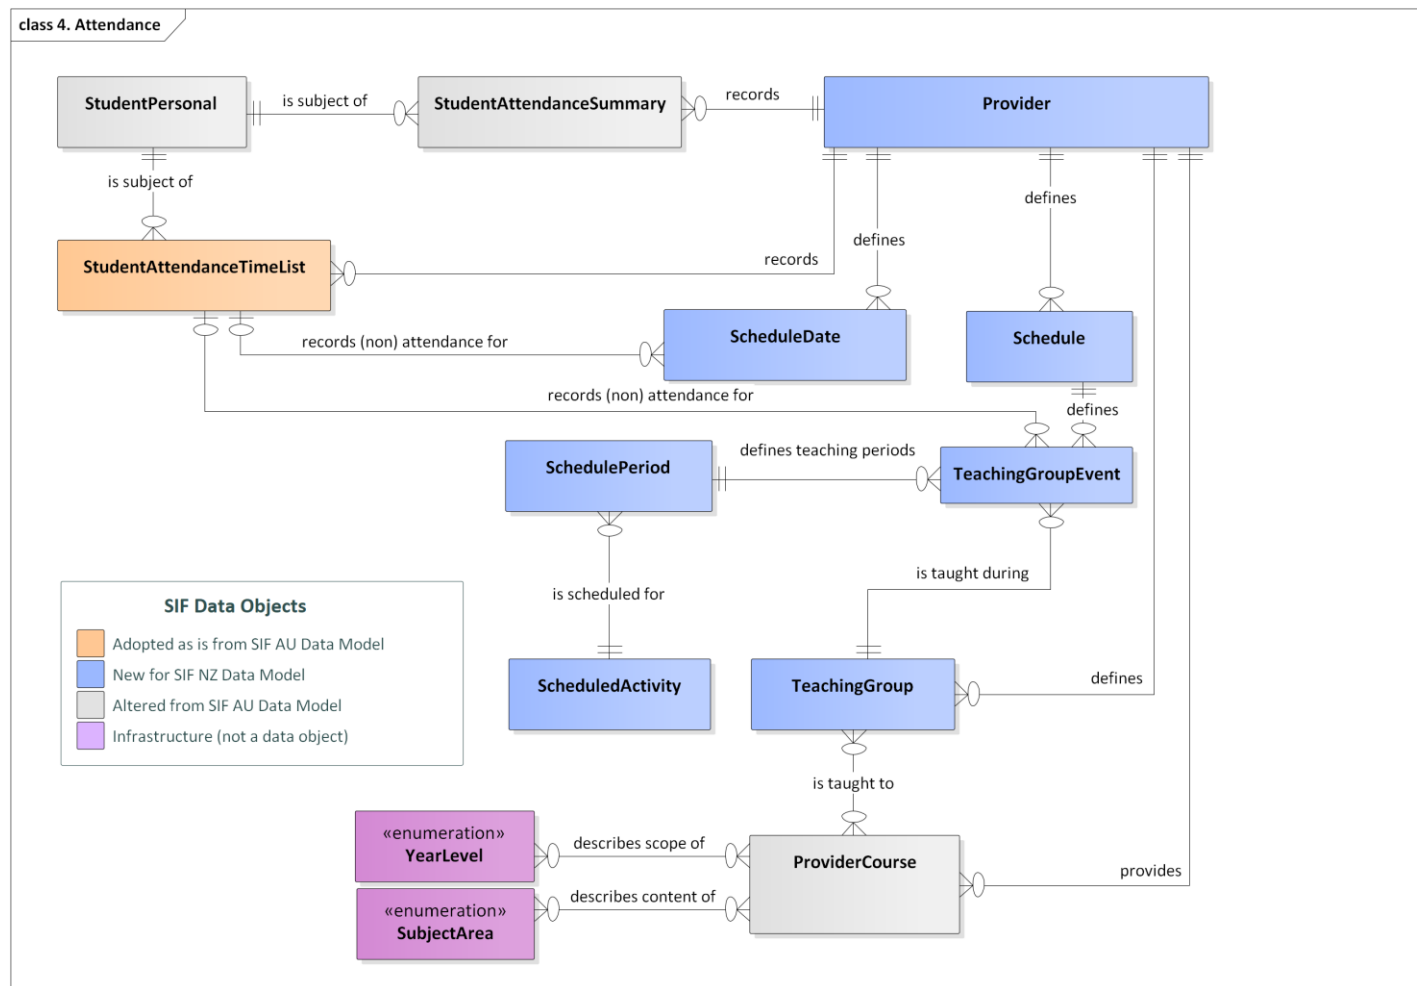 class 4. Attendance
StudentPersonal
is subject of
StudentAttendanceSummary
records
Provider
is subject of
defines
defines
StudentAttendanceTimeList
records
ScheduleDate
Schedule
records (non) attendance for
records (non) attendance for
defines
SchedulePeriod
defines teaching periods
TeachingGroupEvent
is taught during
is scheduled for
SIF Data Objects
Adopted as is from SIF AU Data Model
New for SIF NZ Data Model
Altered from SIF AU Data Model
Infrastructure (not a data object)
ScheduledActivity
TeachingGroup
defines
is taught to
«enumeration»
YearLevel
describes scope of
ProviderCourse
provides
«enumeration»
SubjectArea
describes content of